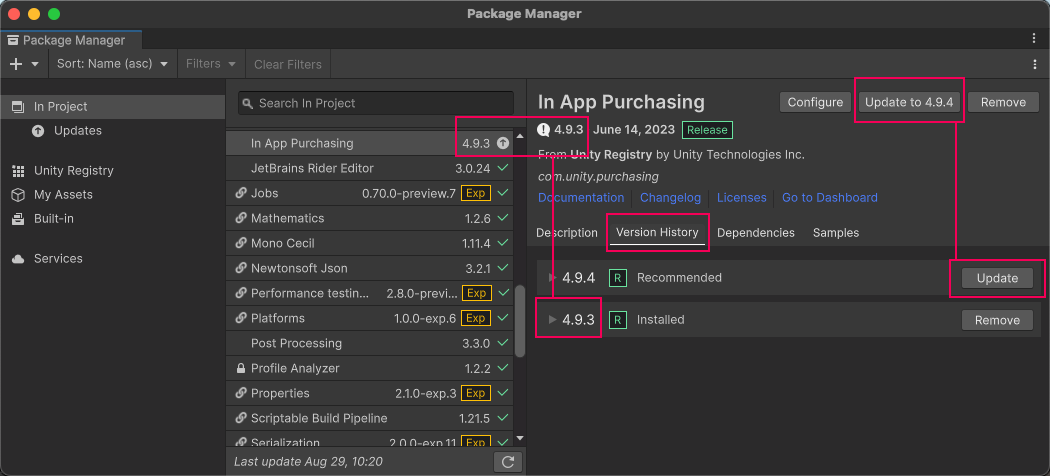 Package Manager
Package Manager
Sort: Name (asc)
Filters
Clear Filters
In Project
Updates
Unity Registry
My Assets
Built-in
Services
Search In Project
In App Purchasing 4.9.3
JetBrains Rider Editor 3.0.24
Jobs 0.70.0-preview.7 Exp
Mathematics 1.2.6
Mono Cecil 1.11.4
Newtonsoft Json 3.2.1
Performance testin... 2.8.0-previ... Exp
Platforms 1.0.0-exp.6 Exp
Post Processing 3.3.0
Profile Analyzer 1.2.2
Properties 2.1.0-exp.3 Exp
Scriptable Build Pipeline 1.21.5
Serialization 2.0.0-exp.11 Exp
Last update Aug 29, 10:20
In App Purchasing
Configure
Update to 4.9.4
Remove
4.9.3 June 14, 2023 Release
From Unity Registry by Unity Technologies Inc.
com.unity.purchasing
Documentation Changelog Licenses Go to Dashboard
Description Version History Dependencies Samples
4.9.4 R Recommended Update
4.9.3 R Installed Remove